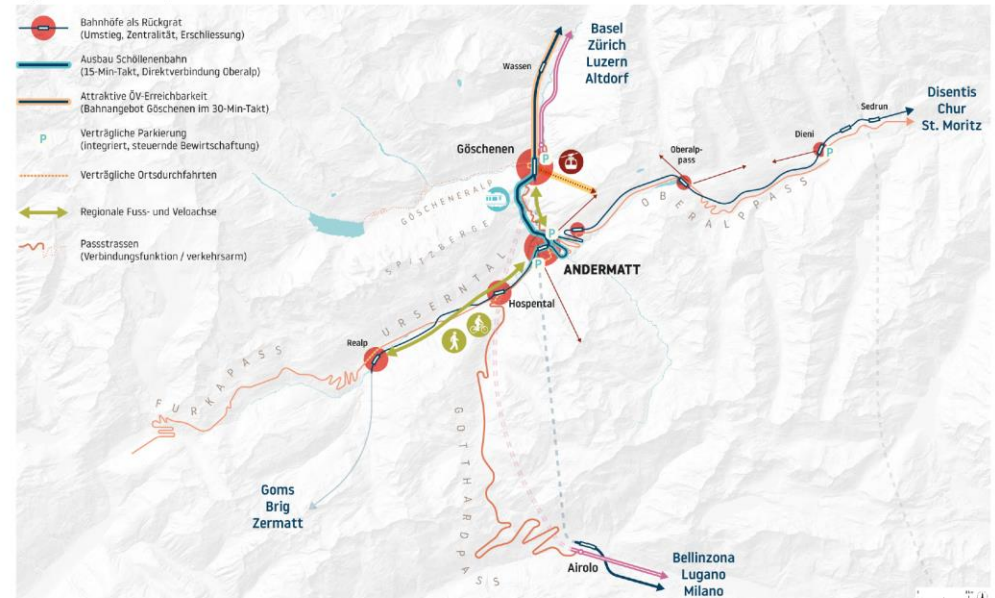 Bahnhöfe als Rückgrat
(Umstieg, Zentralität, Erschliessung)
Ausbau Schöllenenbahn
(15-Min-Takt, Direktverbindung Oberalp)
Attraktive ÖV-Erreichbarkeit
(Bahnangebot Göschenen im 30-Min-Takt)
P
Verträgliche Parkierung
(integriert, steuernde Bewirtschaftung)
Verträgliche Ortsdurchfahrten
Regionale Fuss- und Veloachse
Passstrassen
(Verbindungsfunktion / verkehrsarm)
Basel
Zürich
Luzern
Altdorf
Wassen
Disentis
Chur
St. Moritz
Sedrun
Dieni
P
Göschenen
P
Oberalp-
pass
GÖSCHENERALP
OBERALPPASS
SPITZBERGE
P
P
ANDERMATT
URSERNTAL
Hospental
Realp
FURKAPASS
GOTTHARDPASS
Goms
Brig
Zermatt
Airolo
Bellinzona
Lugano
Milano